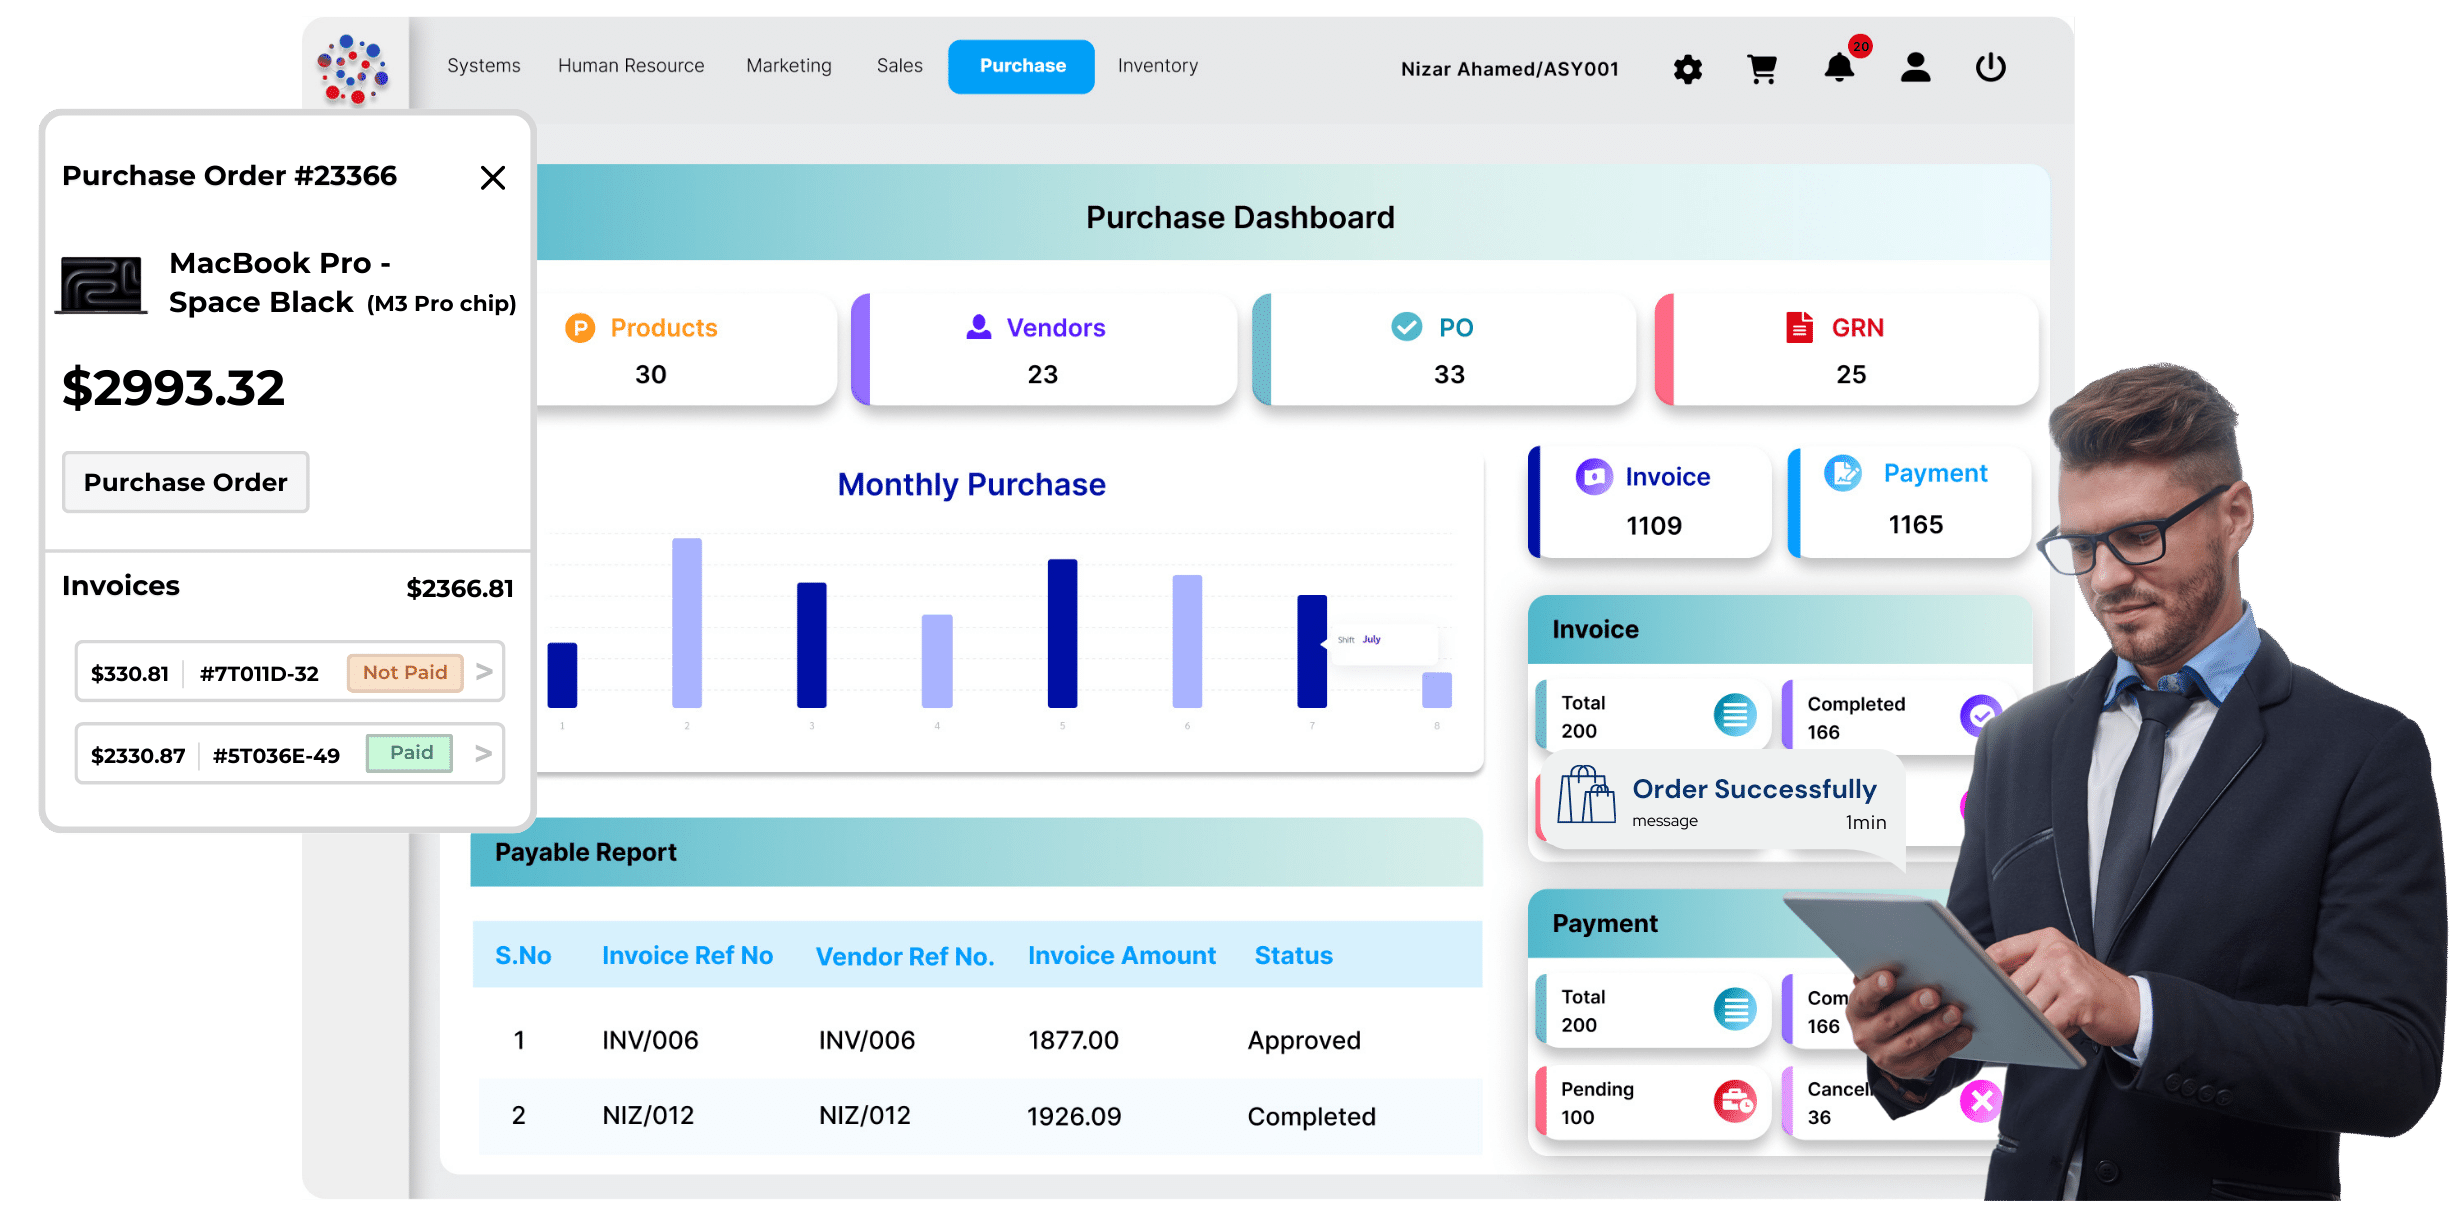 Systems
Human Resource
Marketing
Sales
Purchase
Inventory
Nizar Ahamed/ASY001
20
Purchase Order #23366
MacBook Pro -
Space Black (M3 Pro chip)
$2993.32
Purchase Order
Invoices $2366.81
$330.81 #7T011D-32 Not Paid >
$2330.87 #5T036E-49 Paid >
Purchase Dashboard
P Products
30
Vendors
23
PO
33
GRN
25
Monthly Purchase
Shift July
1 2 3 4 5 6 7 8
Invoice
1109
Payment
1165
Invoice
Total
200
Completed
166
Order Successfully
message 1min
Payable Report
S.No Invoice Ref No Vendor Ref No. Invoice Amount Status
1 INV/006 INV/006 1877.00 Approved
2 NIZ/012 NIZ/012 1926.09 Completed
Payment
Total
200
Com
166
Pending
100
Cancel
36